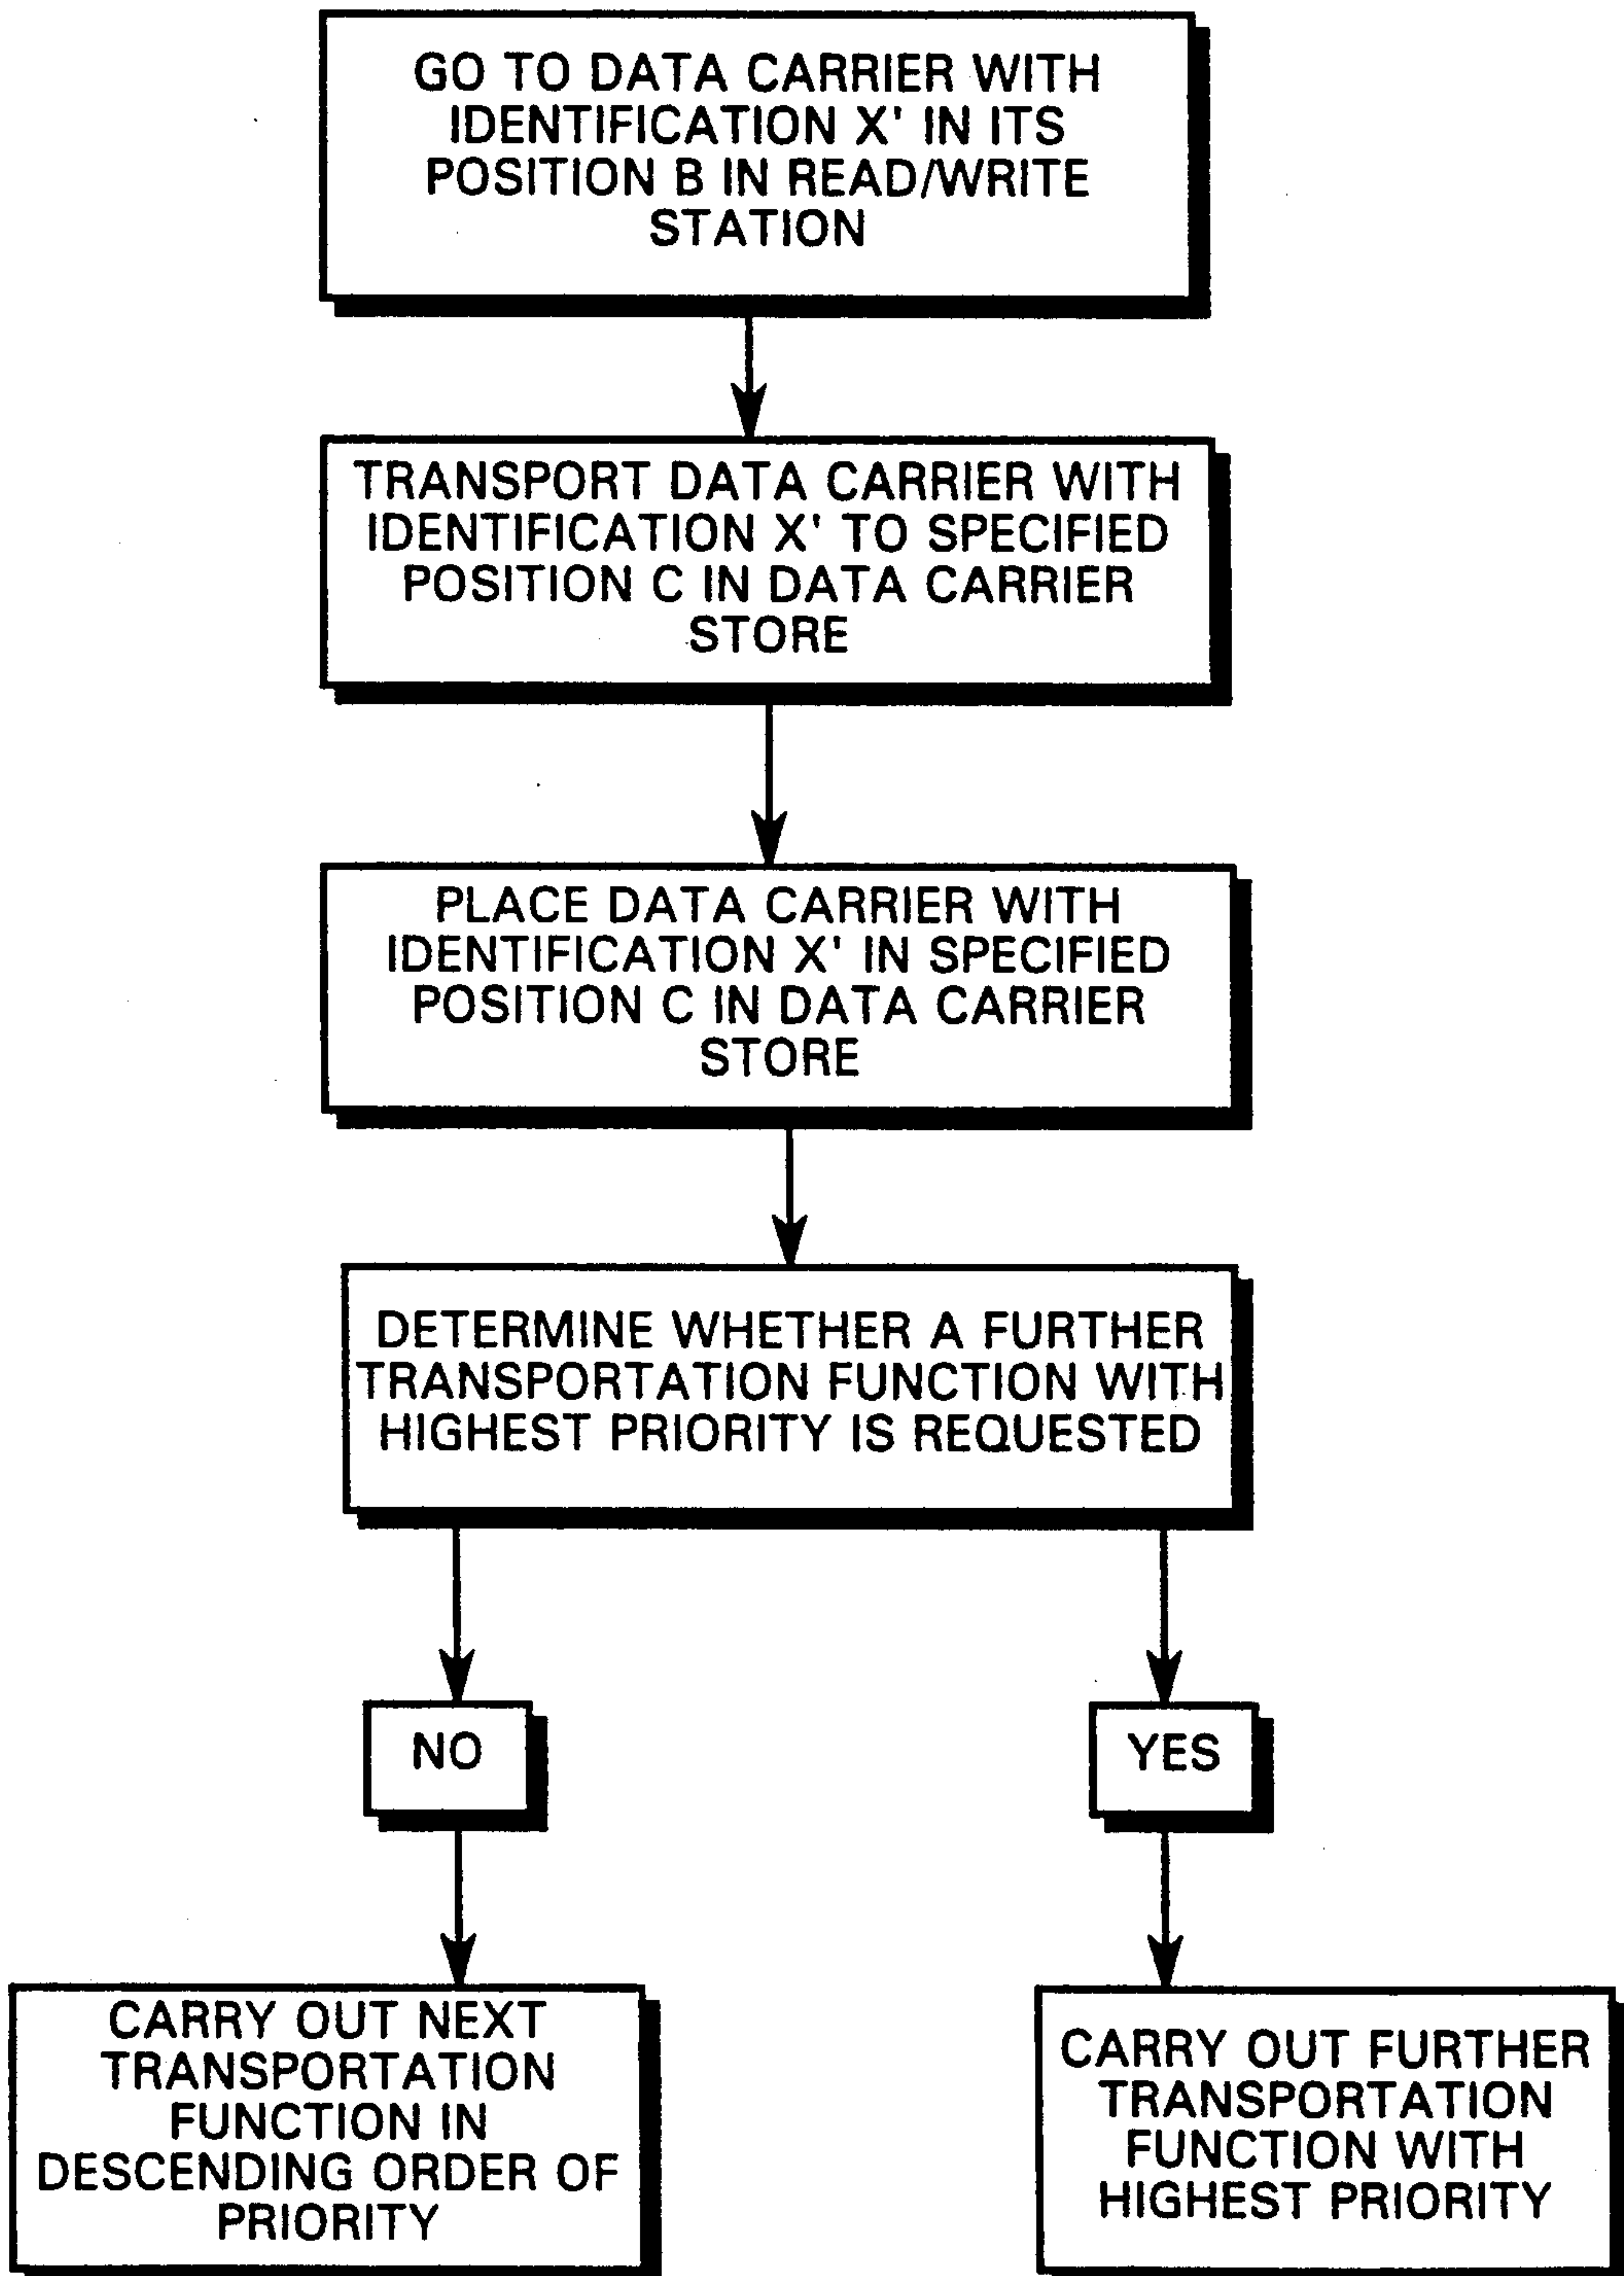 GO TO DATA CARRIER WITH
IDENTIFICATION X' IN ITS
POSITION B IN READ/WRITE
STATION
TRANSPORT DATA CARRIER WITH
IDENTIFICATION X' TO SPECIFIED
POSITION C IN DATA CARRIER
STORE
PLACE DATA CARRIER WITH
IDENTIFICATION X' IN SPECIFIED
POSITION C IN DATA CARRIER
STORE
DETERMINE WHETHER A FURTHER
TRANSPORTATION FUNCTION WITH
HIGHEST PRIORITY IS REQUESTED
NO
YES
CARRY OUT NEXT
TRANSPORTATION
FUNCTION IN
DESCENDING ORDER OF
PRIORITY
CARRY OUT FURTHER
TRANSPORTATION
FUNCTION WITH
HIGHEST PRIORITY